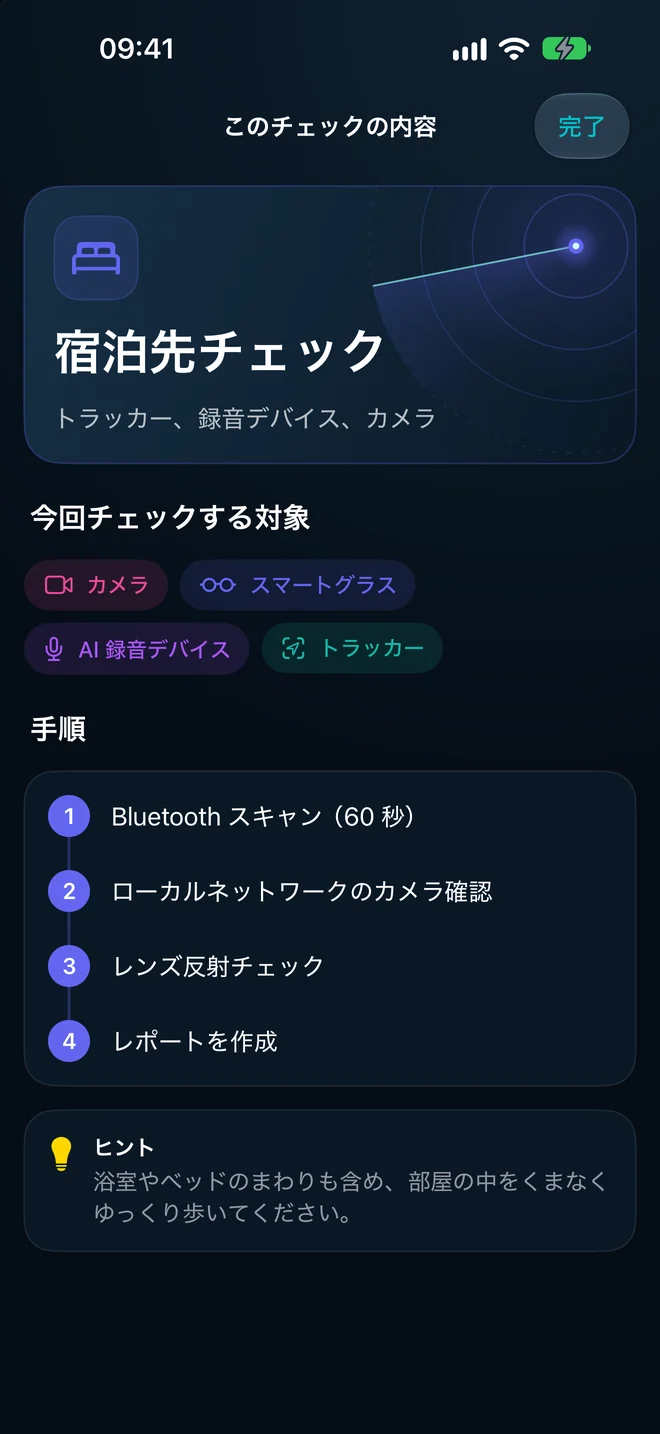 09:41
このチェックの内容
完了
宿泊先チェック
トラッカー、録音デバイス、カメラ
今回チェックする対象
カメラ
スマートグラス
AI 録音デバイス
トラッカー
手順
1 Bluetooth スキャン（60 秒）
2 ローカルネットワークのカメラ確認
3 レンズ反射チェック
4 レポートを作成
ヒント
浴室やベッドのまわりも含め、部屋の中をくまなく
ゆっくり歩いてください。